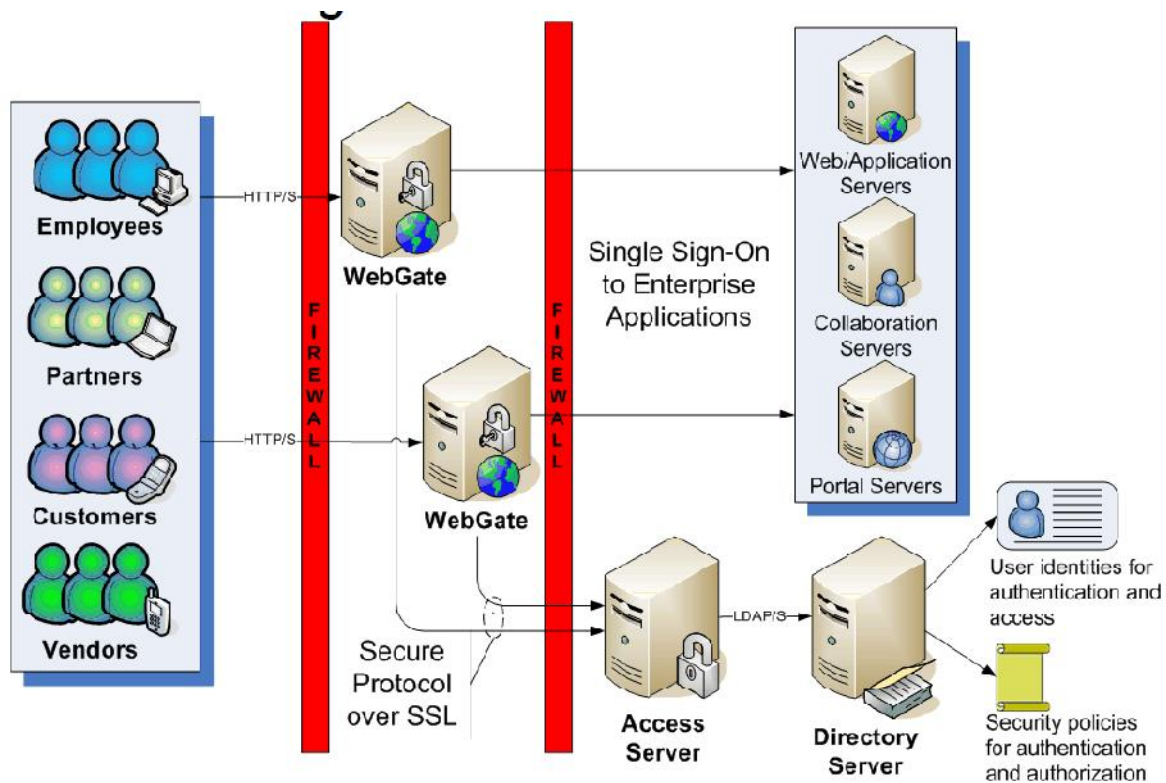 g
Employees
Partners
Customers
Vendors
HTTP/S
HTTP/S
FIREWALL
WebGate
WebGate
Secure
Protocol
over SSL
FIREWALL
Single Sign-On
to Enterprise
Applications
Web/Application
Servers
Collaboration
Servers
Portal Servers
Access
Server
LDAP/S
Directory
Server
User identities for
authentication and
access
Security policies
for authentication
and authorization